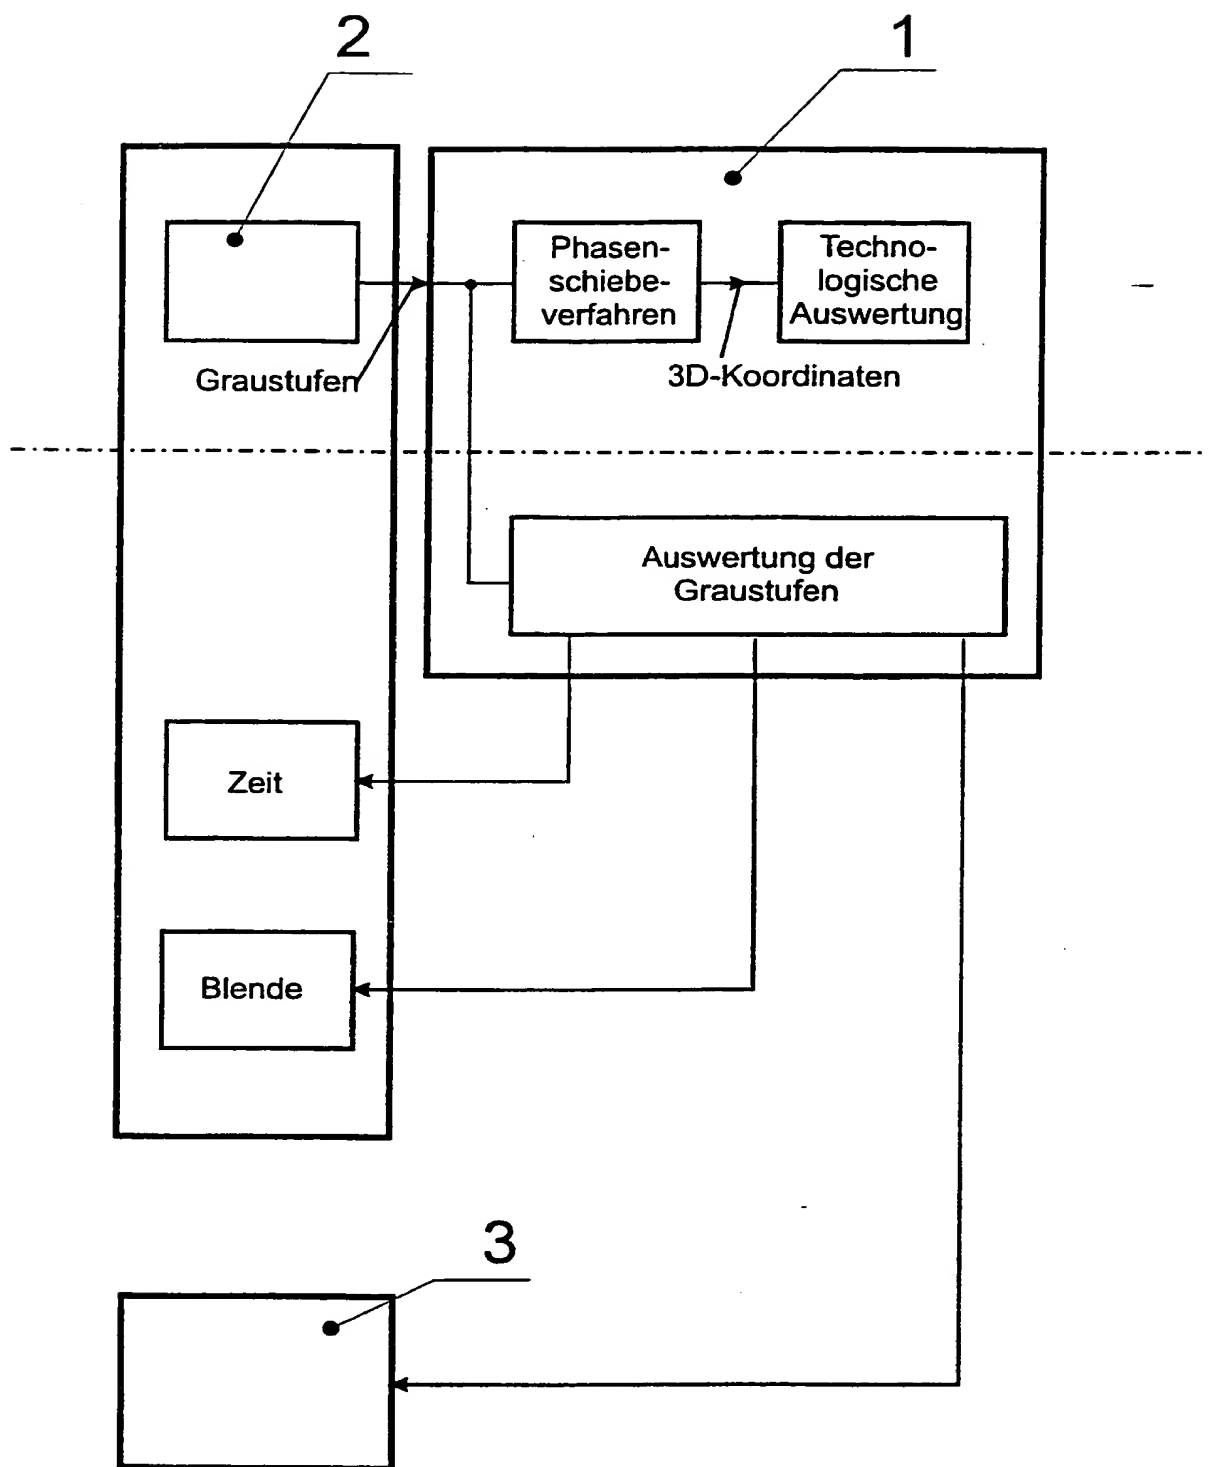 2
1
Phasen-
schiebe-
verfahren
Techno-
logische
Auswertung
Graustufen
3D-Koordinaten
Auswertung der
Graustufen
Zeit
Blende
3